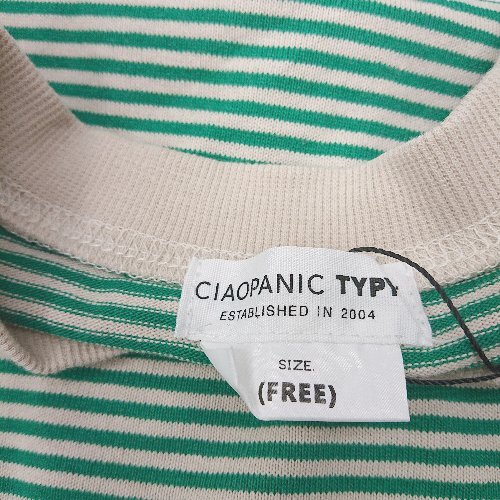 CIAOPANIC TYPY
ESTABLISHED IN 2004
SIZE.
(FREE)